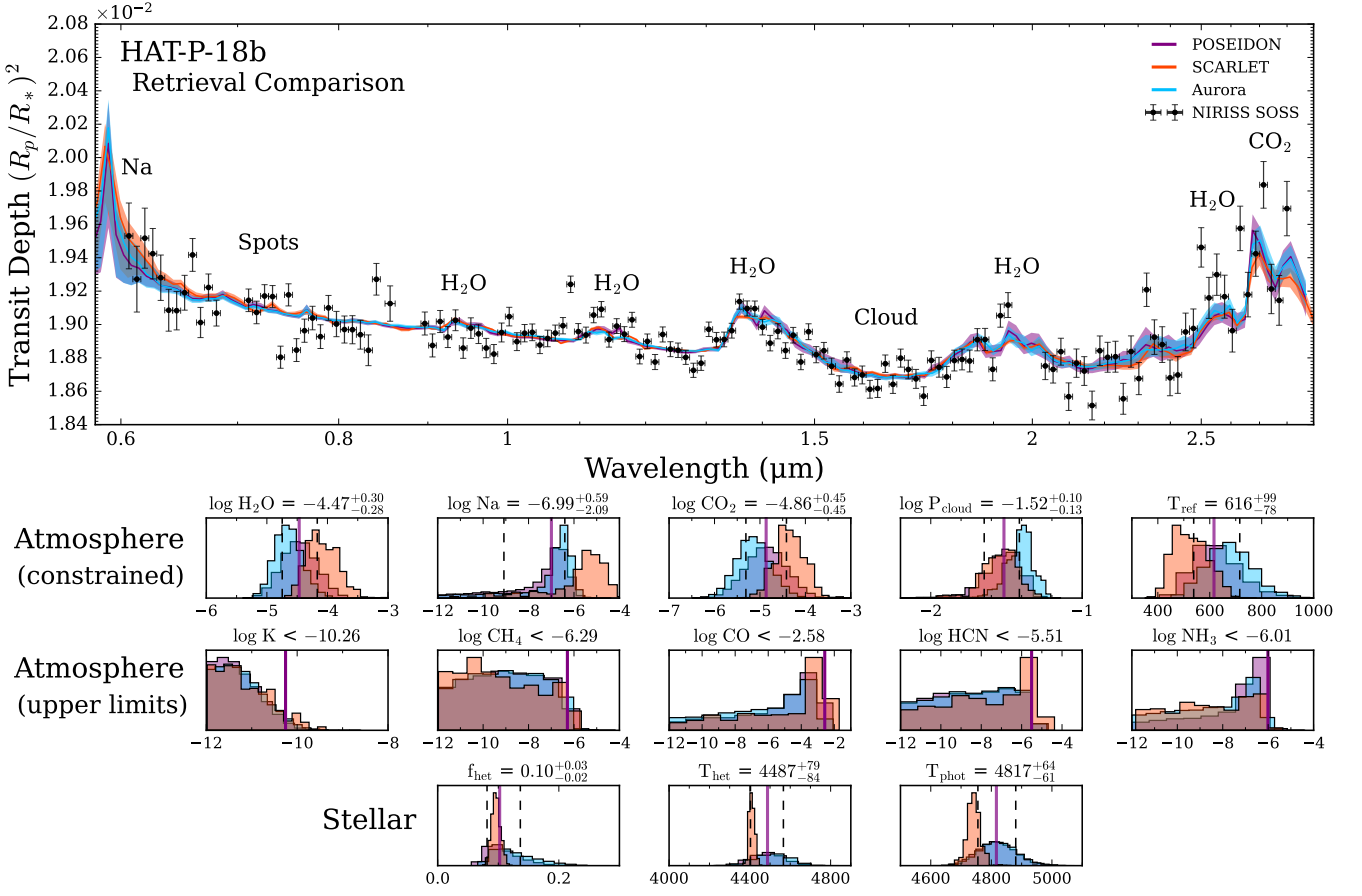 ×10⁻²
2.08
2.06
2.04
2.02
2.00
1.98
1.96
1.94
1.92
1.90
1.88
1.86
1.84
Transit Depth (R_p/R_*)²
HAT-P-18b
Retrieval Comparison
POSEIDON
SCARLET
Aurora
NIRISS SOSS
Na
Spots
H₂O
H₂O
H₂O
Cloud
H₂O
H₂O
CO₂
0.6 0.8 1 1.5 2 2.5
Wavelength (μm)
Atmosphere
(constrained)
log H₂O = −4.47 +0.30 −0.28
−6 −5 −4 −3
log Na = −6.99 +0.59 −2.09
−12 −10 −8 −6 −4
log CO₂ = −4.86 +0.45 −0.45
−7 −6 −5 −4 −3
log P_cloud = −1.52 +0.10 −0.13
−2 −1
T_ref = 616 +99 −78
400 600 800 1000
Atmosphere
(upper limits)
log K < −10.26
−12 −10 −8
log CH₄ < −6.29
−12 −10 −8 −6 −4
log CO < −2.58
−12 −10 −8 −6 −4 −2
log HCN < −5.51
−12 −10 −8 −6 −4
log NH₃ < −6.01
−12 −10 −8 −6 −4
Stellar
f_het = 0.10 +0.03 −0.02
0.0 0.2
T_het = 4487 +79 −84
4000 4400 4800
T_phot = 4817 +64 −61
4600 4800 5000